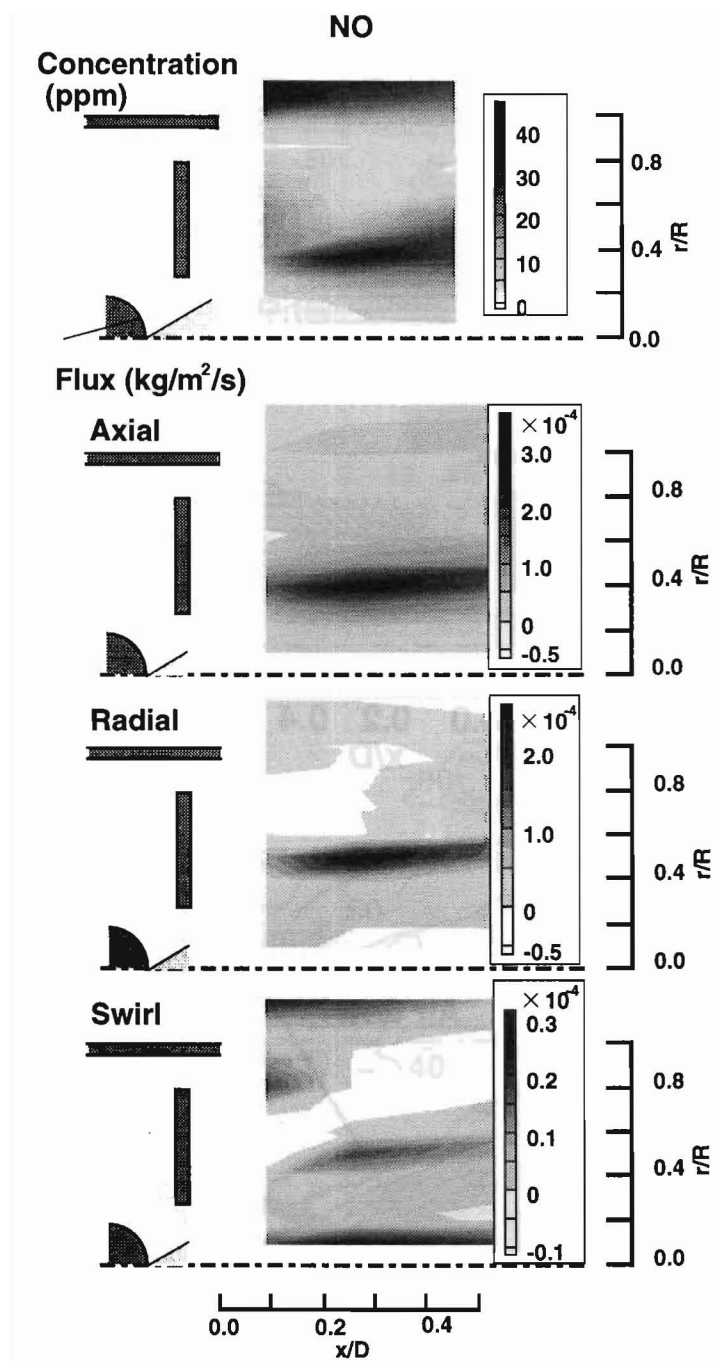 NO
Concentration
(ppm)
40
30
20
10
0
0.8
0.4
0.0
r/R
Flux (kg/m²/s)
Axial
× 10⁻⁴
3.0
2.0
1.0
0
-0.5
0.8
0.4
0.0
r/R
Radial
× 10⁻⁴
2.0
1.0
0
-0.5
0.8
0.4
0.0
r/R
Swirl
× 10⁻⁴
0.3
0.2
0.1
0
-0.1
0.8
0.4
0.0
r/R
0.0 0.2 0.4
x/D